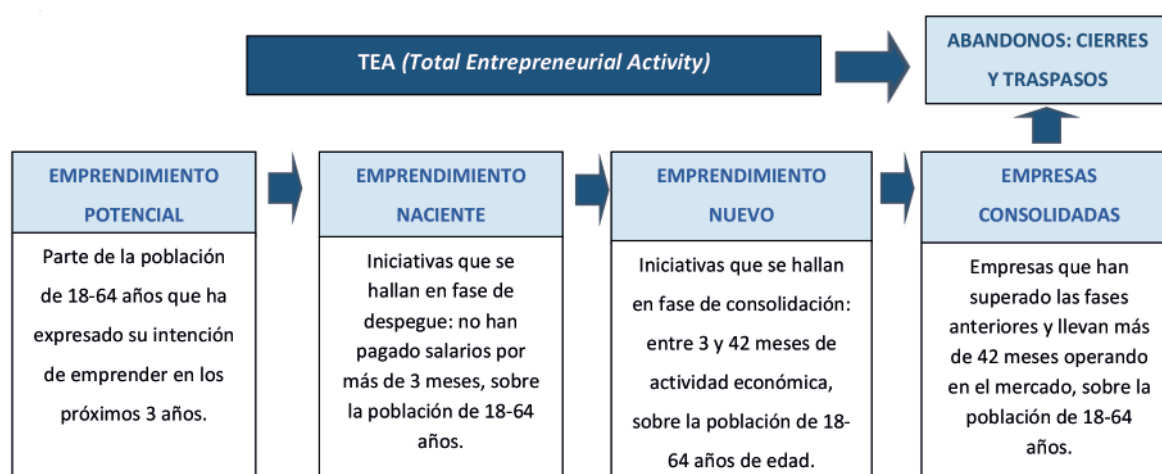 TEA (Total Entrepreneurial Activity)
ABANDONOS: CIERRES
Y TRASPASOS
EMPRENDIMIENTO
POTENCIAL
Parte de la población
de 18-64 años que ha
expresado su intención
de emprender en los
próximos 3 años.
EMPRENDIMIENTO
NACIENTE
Iniciativas que se
hallan en fase de
despegue: no han
pagado salarios por
más de 3 meses, sobre
la población de 18-64
años.
EMPRENDIMIENTO
NUEVO
Iniciativas que se hallan
en fase de consolidación:
entre 3 y 42 meses de
actividad económica,
sobre la población de 18-
64 años de edad.
EMPRESAS
CONSOLIDADAS
Empresas que han
superado las fases
anteriores y llevan más
de 42 meses operando
en el mercado, sobre la
población de 18-64
años.